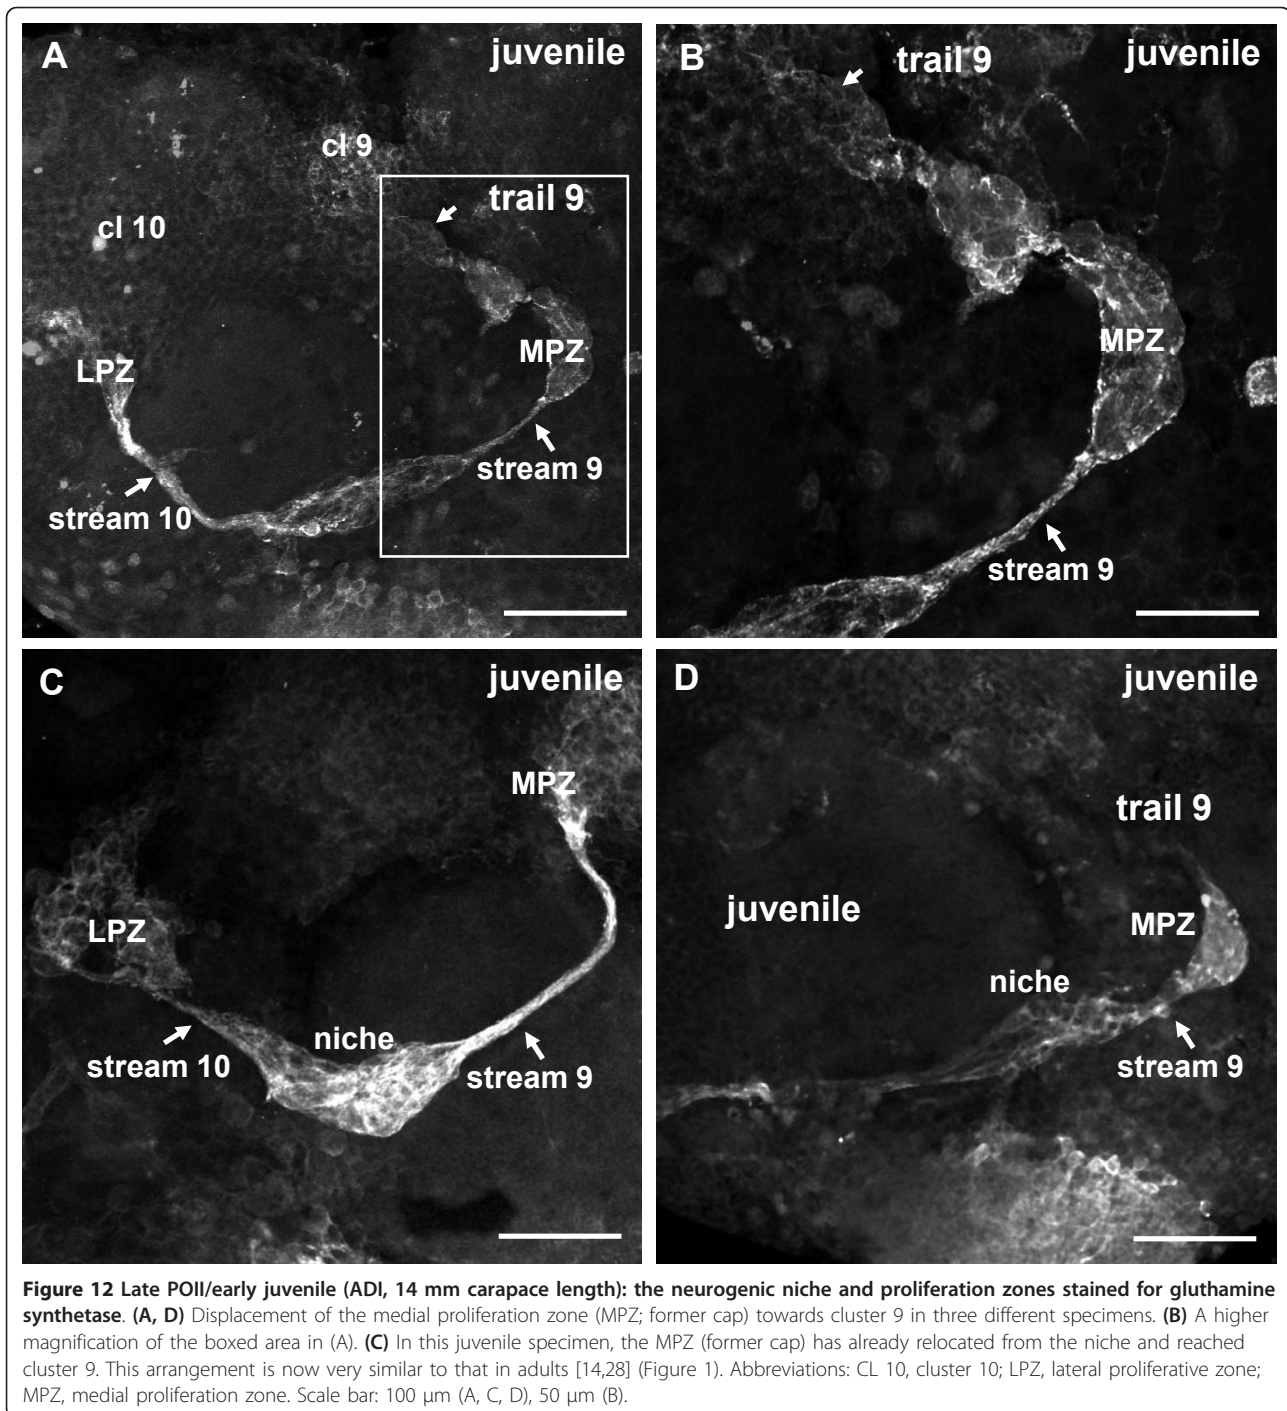 A
juvenile
cl 9
trail 9
cl 10
LPZ
MPZ
stream 9
stream 10
B
trail 9
juvenile
MPZ
stream 9
C
juvenile
MPZ
LPZ
niche
stream 10
stream 9
D
juvenile
trail 9
juvenile
MPZ
niche
stream 9
Figure 12 Late POII/early juvenile (ADI, 14 mm carapace length): the neurogenic niche and proliferation zones stained for gluthamine
synthetase. (A, D) Displacement of the medial proliferation zone (MPZ; former cap) towards cluster 9 in three different specimens. (B) A higher
magnification of the boxed area in (A). (C) In this juvenile specimen, the MPZ (former cap) has already relocated from the niche and reached
cluster 9. This arrangement is now very similar to that in adults [14,28] (Figure 1). Abbreviations: CL 10, cluster 10; LPZ, lateral proliferative zone;
MPZ, medial proliferation zone. Scale bar: 100 μm (A, C, D), 50 μm (B).